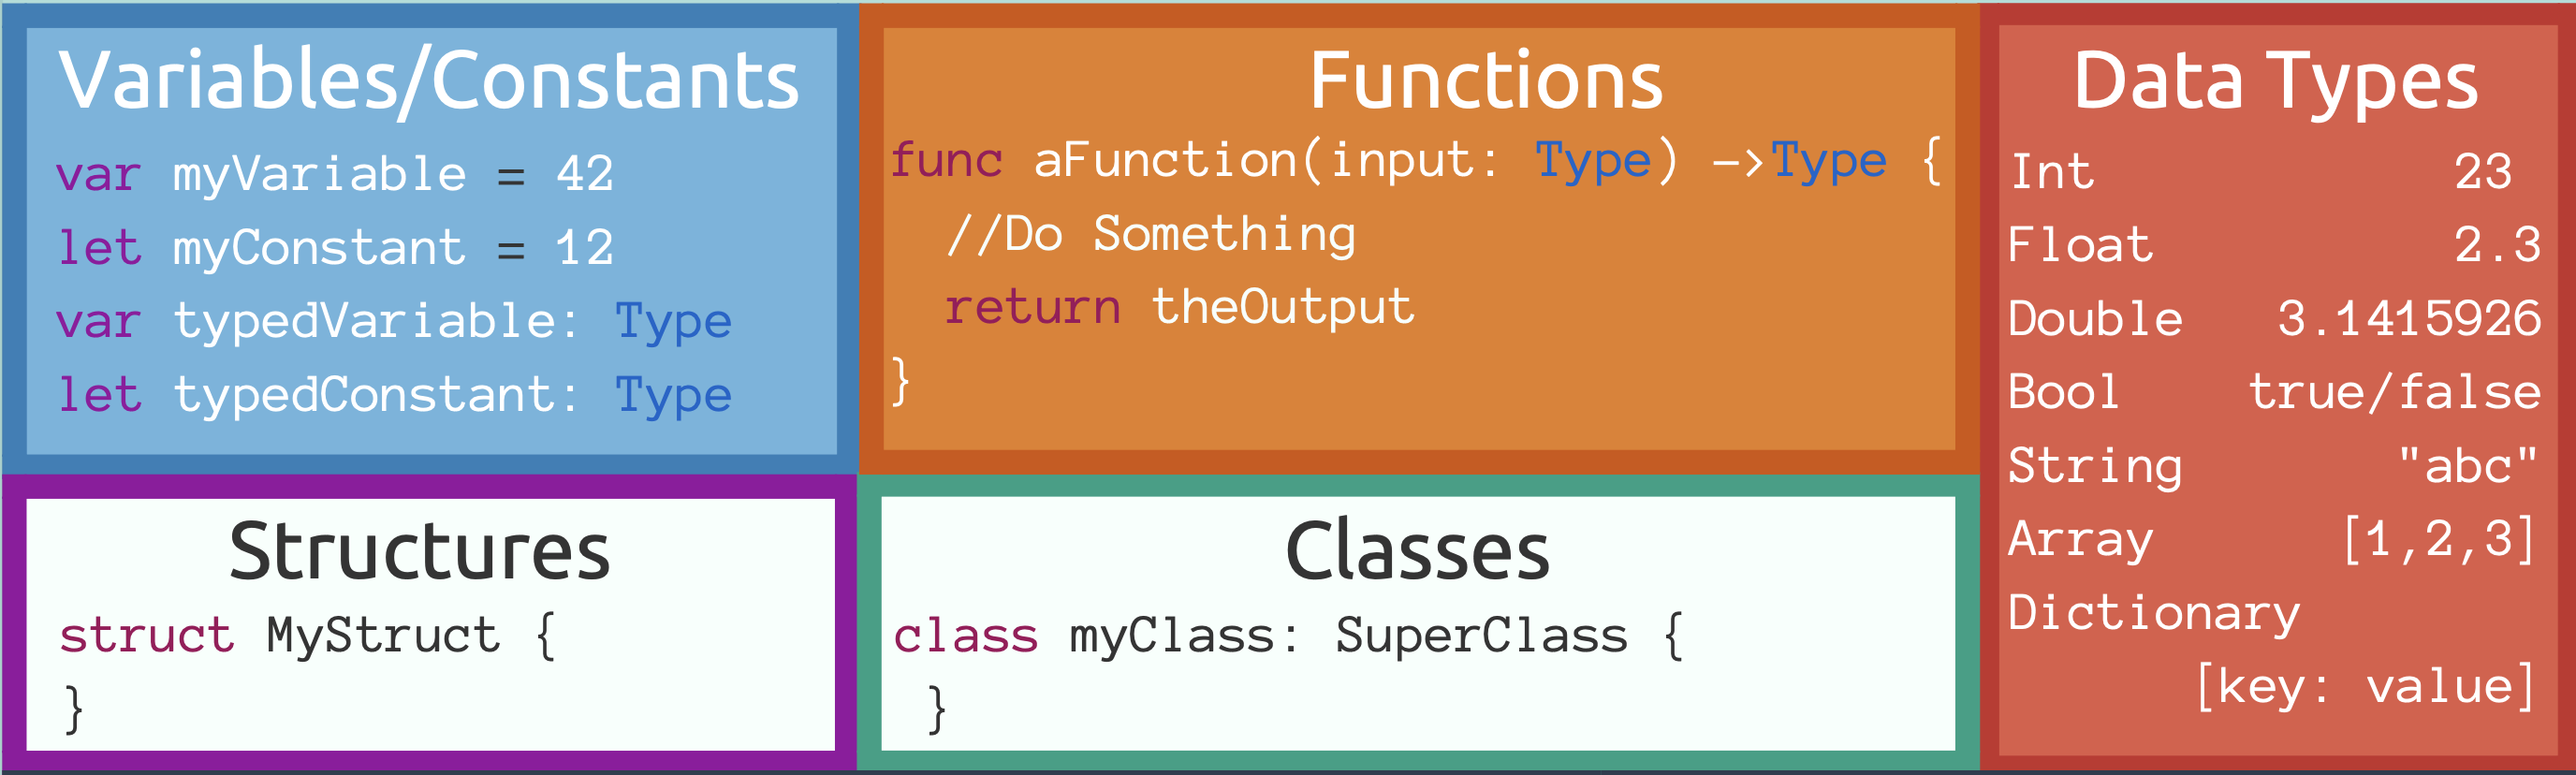 Variables/Constants
var myVariable = 42
let myConstant = 12
var typedVariable: Type
let typedConstant: Type
Functions
func aFunction(input: Type) ->Type {
//Do Something
return theOutput
}
Data Types
Int 23
Float 2.3
Double 3.1415926
Bool true/false
String "abc"
Array [1,2,3]
Dictionary
[key: value]
Structures
struct MyStruct {
}
Classes
class myClass: SuperClass {
}